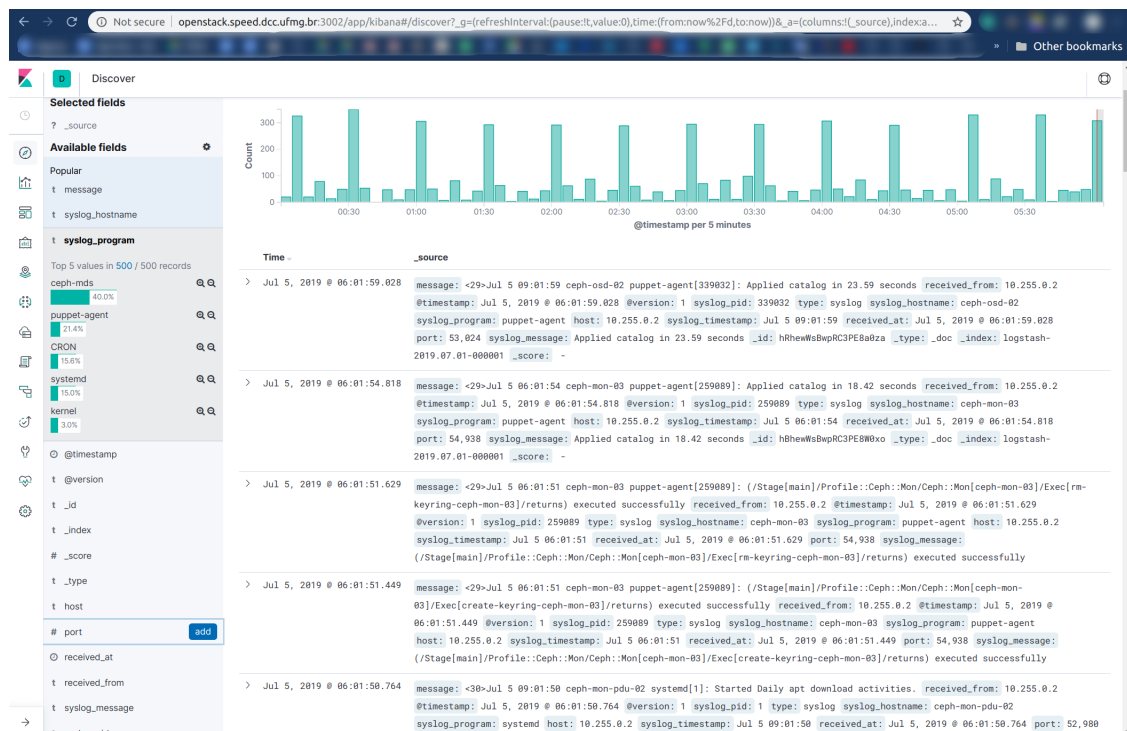 Not secure | openstack.speed.dcc.ufmg.br:3002/app/kibana#/discover?_g=(refreshInterval:(pause:!t,value:0),time:(from:now%2Fd,to:now))&_a=(columns:!(_source),index:a...
» Other bookmarks
D Discover
Selected fields
? _source
Available fields
Popular
t message
t syslog_hostname
t syslog_program
Top 5 values in 500 / 500 records
ceph-mds
40.0%
puppet-agent
21.4%
CRON
15.6%
systemd
15.0%
kernel
3.0%
@timestamp
t @version
t _id
t _index
# _score
t _type
t host
# port add
received_at
t received_from
t syslog_message
Count
300
200
100
0
00:30 01:00 01:30 02:00 02:30 03:00 03:30 04:00 04:30 05:00 05:30
@timestamp per 5 minutes
Time _source
Jul 5, 2019 @ 06:01:59.028 message: <29>Jul 5 09:01:59 ceph-osd-02 puppet-agent[339032]: Applied catalog in 23.59 seconds received_from: 10.255.0.2
@timestamp: Jul 5, 2019 @ 06:01:59.028 @version: 1 syslog_pid: 339032 type: syslog syslog_hostname: ceph-osd-02
syslog_program: puppet-agent host: 10.255.0.2 syslog_timestamp: Jul 5 09:01:59 received_at: Jul 5, 2019 @ 06:01:59.028
port: 53,024 syslog_message: Applied catalog in 23.59 seconds _id: hRhewWsBwpRC3PE8a0za _type: _doc _index: logstash-
2019.07.01-000001 _score: -
Jul 5, 2019 @ 06:01:54.818 message: <29>Jul 5 06:01:54 ceph-mon-03 puppet-agent[259089]: Applied catalog in 18.42 seconds received_from: 10.255.0.2
@timestamp: Jul 5, 2019 @ 06:01:54.818 @version: 1 syslog_pid: 259089 type: syslog syslog_hostname: ceph-mon-03
syslog_program: puppet-agent host: 10.255.0.2 syslog_timestamp: Jul 5 06:01:54 received_at: Jul 5, 2019 @ 06:01:54.818
port: 54,938 syslog_message: Applied catalog in 18.42 seconds _id: hBhewWsBwpRC3PE8W0xo _type: _doc _index: logstash-
2019.07.01-000001 _score: -
Jul 5, 2019 @ 06:01:51.629 message: <29>Jul 5 06:01:51 ceph-mon-03 puppet-agent[259089]: (/Stage[main]/Profile::Ceph::Mon/Ceph::Mon[ceph-mon-03]/Exec[rm-
keyring-ceph-mon-03]/returns) executed successfully received_from: 10.255.0.2 @timestamp: Jul 5, 2019 @ 06:01:51.629
@version: 1 syslog_pid: 259089 type: syslog syslog_hostname: ceph-mon-03 syslog_program: puppet-agent host: 10.255.0.2
syslog_timestamp: Jul 5 06:01:51 received_at: Jul 5, 2019 @ 06:01:51.629 port: 54,938 syslog_message:
(/Stage[main]/Profile::Ceph::Mon/Ceph::Mon[ceph-mon-03]/Exec[rm-keyring-ceph-mon-03]/returns) executed successfully
Jul 5, 2019 @ 06:01:51.449 message: <29>Jul 5 06:01:51 ceph-mon-03 puppet-agent[259089]: (/Stage[main]/Profile::Ceph::Mon/Ceph::Mon[ceph-mon-
03]/Exec[create-keyring-ceph-mon-03]/returns) executed successfully received_from: 10.255.0.2 @timestamp: Jul 5, 2019 @
06:01:51.449 @version: 1 syslog_pid: 259089 type: syslog syslog_hostname: ceph-mon-03 syslog_program: puppet-agent
host: 10.255.0.2 syslog_timestamp: Jul 5 06:01:51 received_at: Jul 5, 2019 @ 06:01:51.449 port: 54,938 syslog_message:
(/Stage[main]/Profile::Ceph::Mon/Ceph::Mon[ceph-mon-03]/Exec[create-keyring-ceph-mon-03]/returns) executed successfully
Jul 5, 2019 @ 06:01:50.764 message: <30>Jul 5 09:01:50 ceph-mon-pdu-02 systemd[1]: Started Daily apt download activities. received_from: 10.255.0.2
@timestamp: Jul 5, 2019 @ 06:01:50.764 @version: 1 syslog_pid: 1 type: syslog syslog_hostname: ceph-mon-pdu-02
syslog_program: systemd host: 10.255.0.2 syslog_timestamp: Jul 5 09:01:50 received_at: Jul 5, 2019 @ 06:01:50.764 port: 52,980